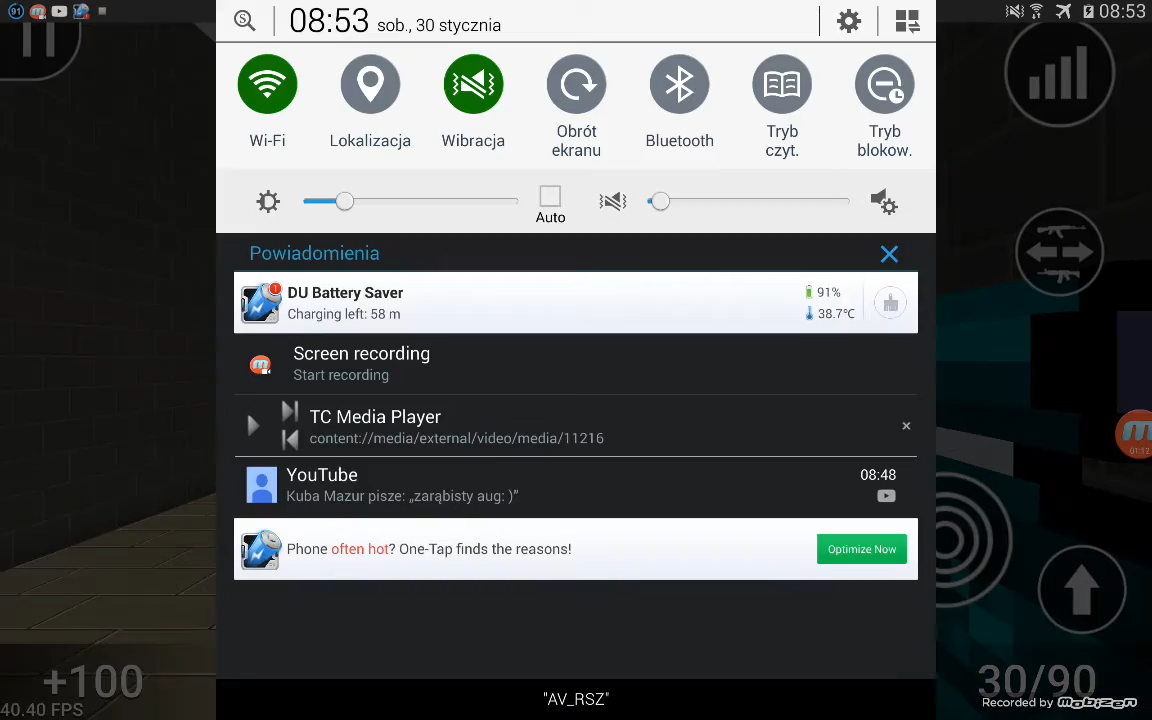 91
08:53 sob., 30 stycznia
08:53
Wi-Fi
Lokalizacja
Wibracja
Obrót
ekranu
Bluetooth
Tryb
czyt.
Tryb
blokow.
Auto
Powiadomienia
DU Battery Saver
Charging left: 58 m
91%
38.7°C
Screen recording
Start recording
TC Media Player
content://media/external/video/media/11216
YouTube
Kuba Mazur pisze: „zarąbisty aug: )”
08:48
Phone often hot? One-Tap finds the reasons!
Optimize Now
01:12
+100
40.40 FPS
30/90
Recorded by mobizen
"AV_RSZ"